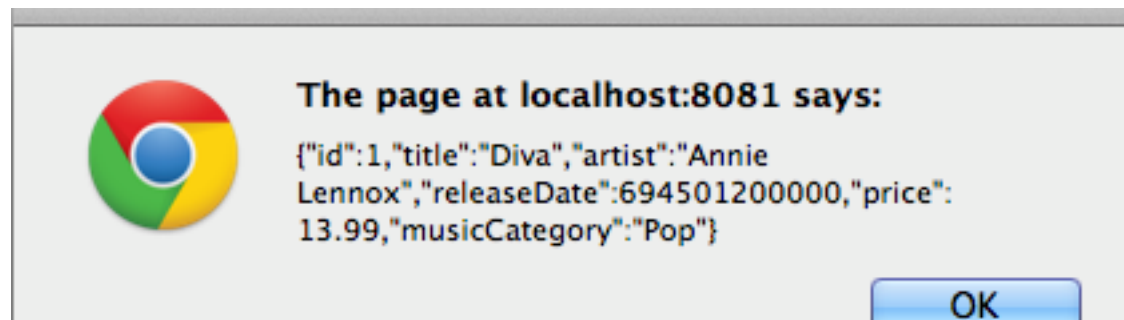 The page at localhost:8081 says:
{"id":1,"title":"Diva","artist":"Annie
Lennox","releaseDate":694501200000,"price":
13.99,"musicCategory":"Pop"}
OK